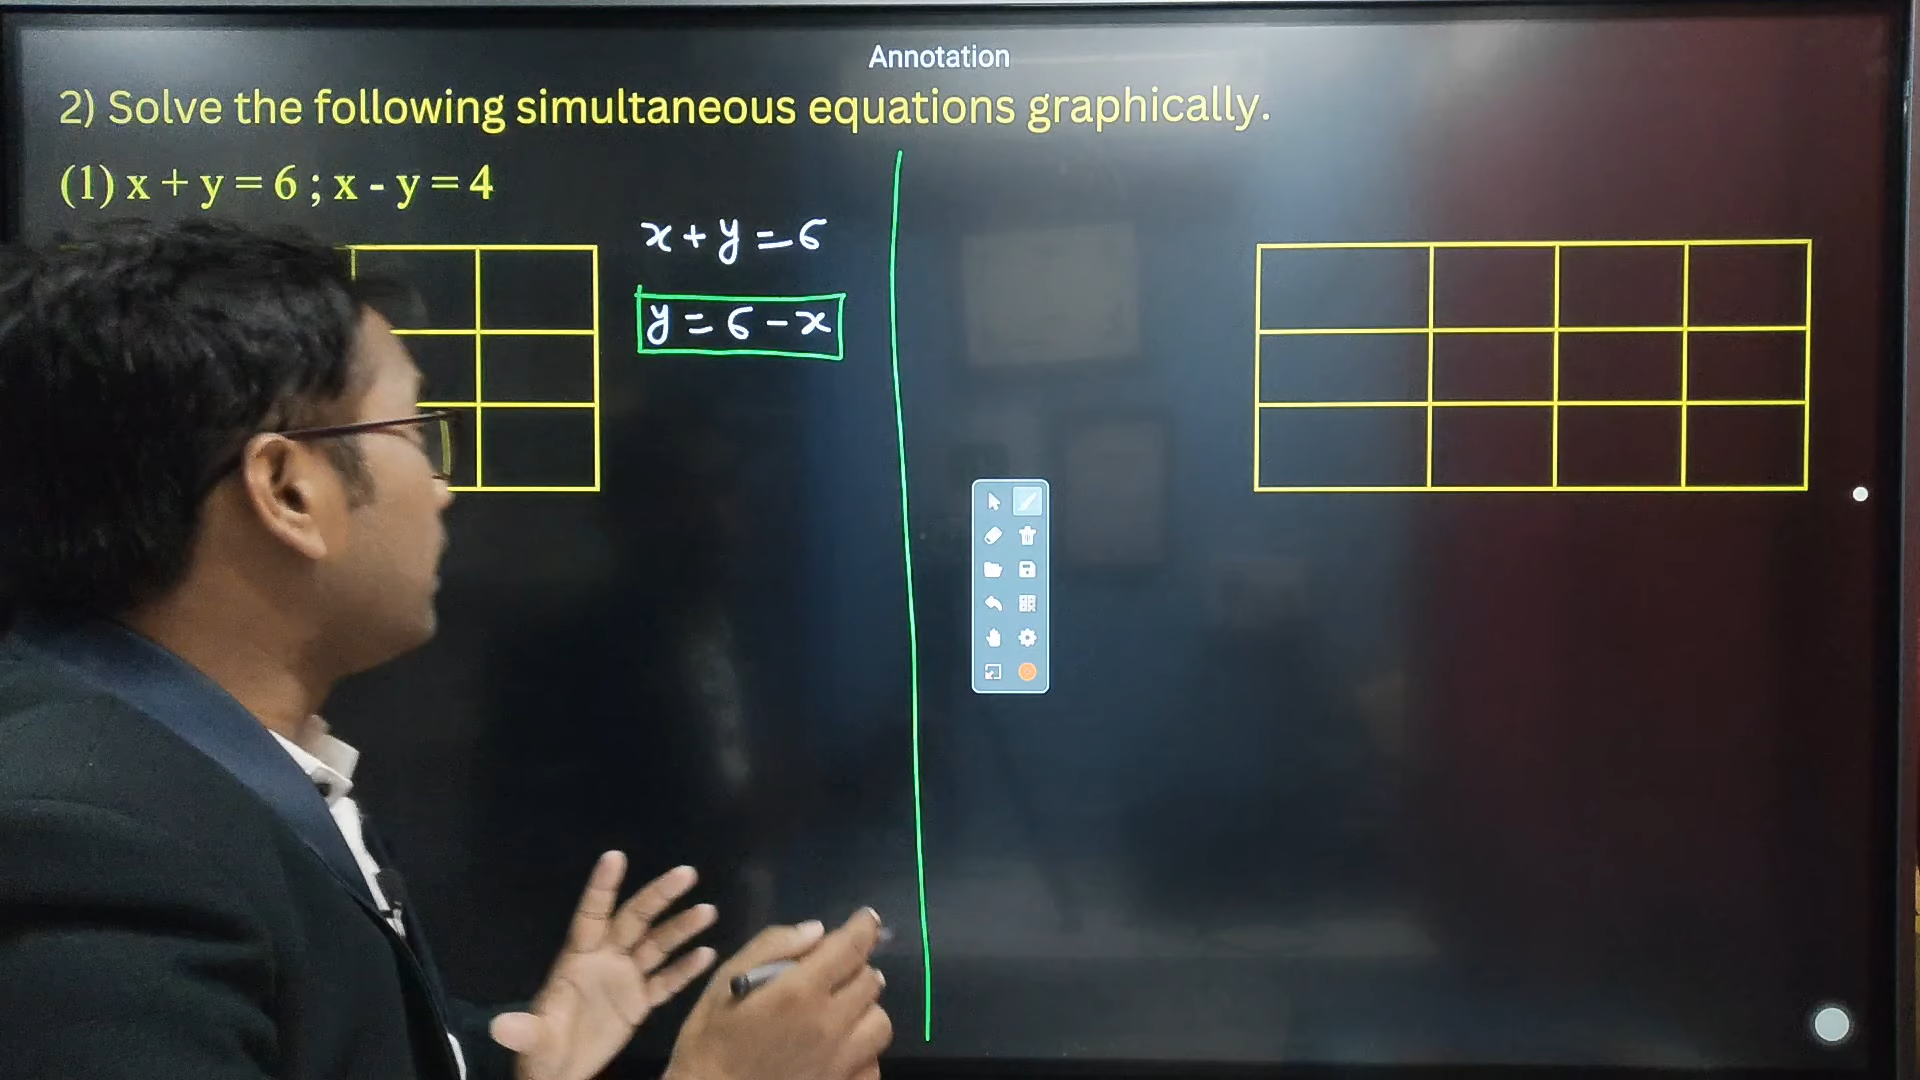 Annotation
2) Solve the following simultaneous equations graphically.
(1) x + y = 6 ; x - y = 4
x + y = 6
y = 6 - x